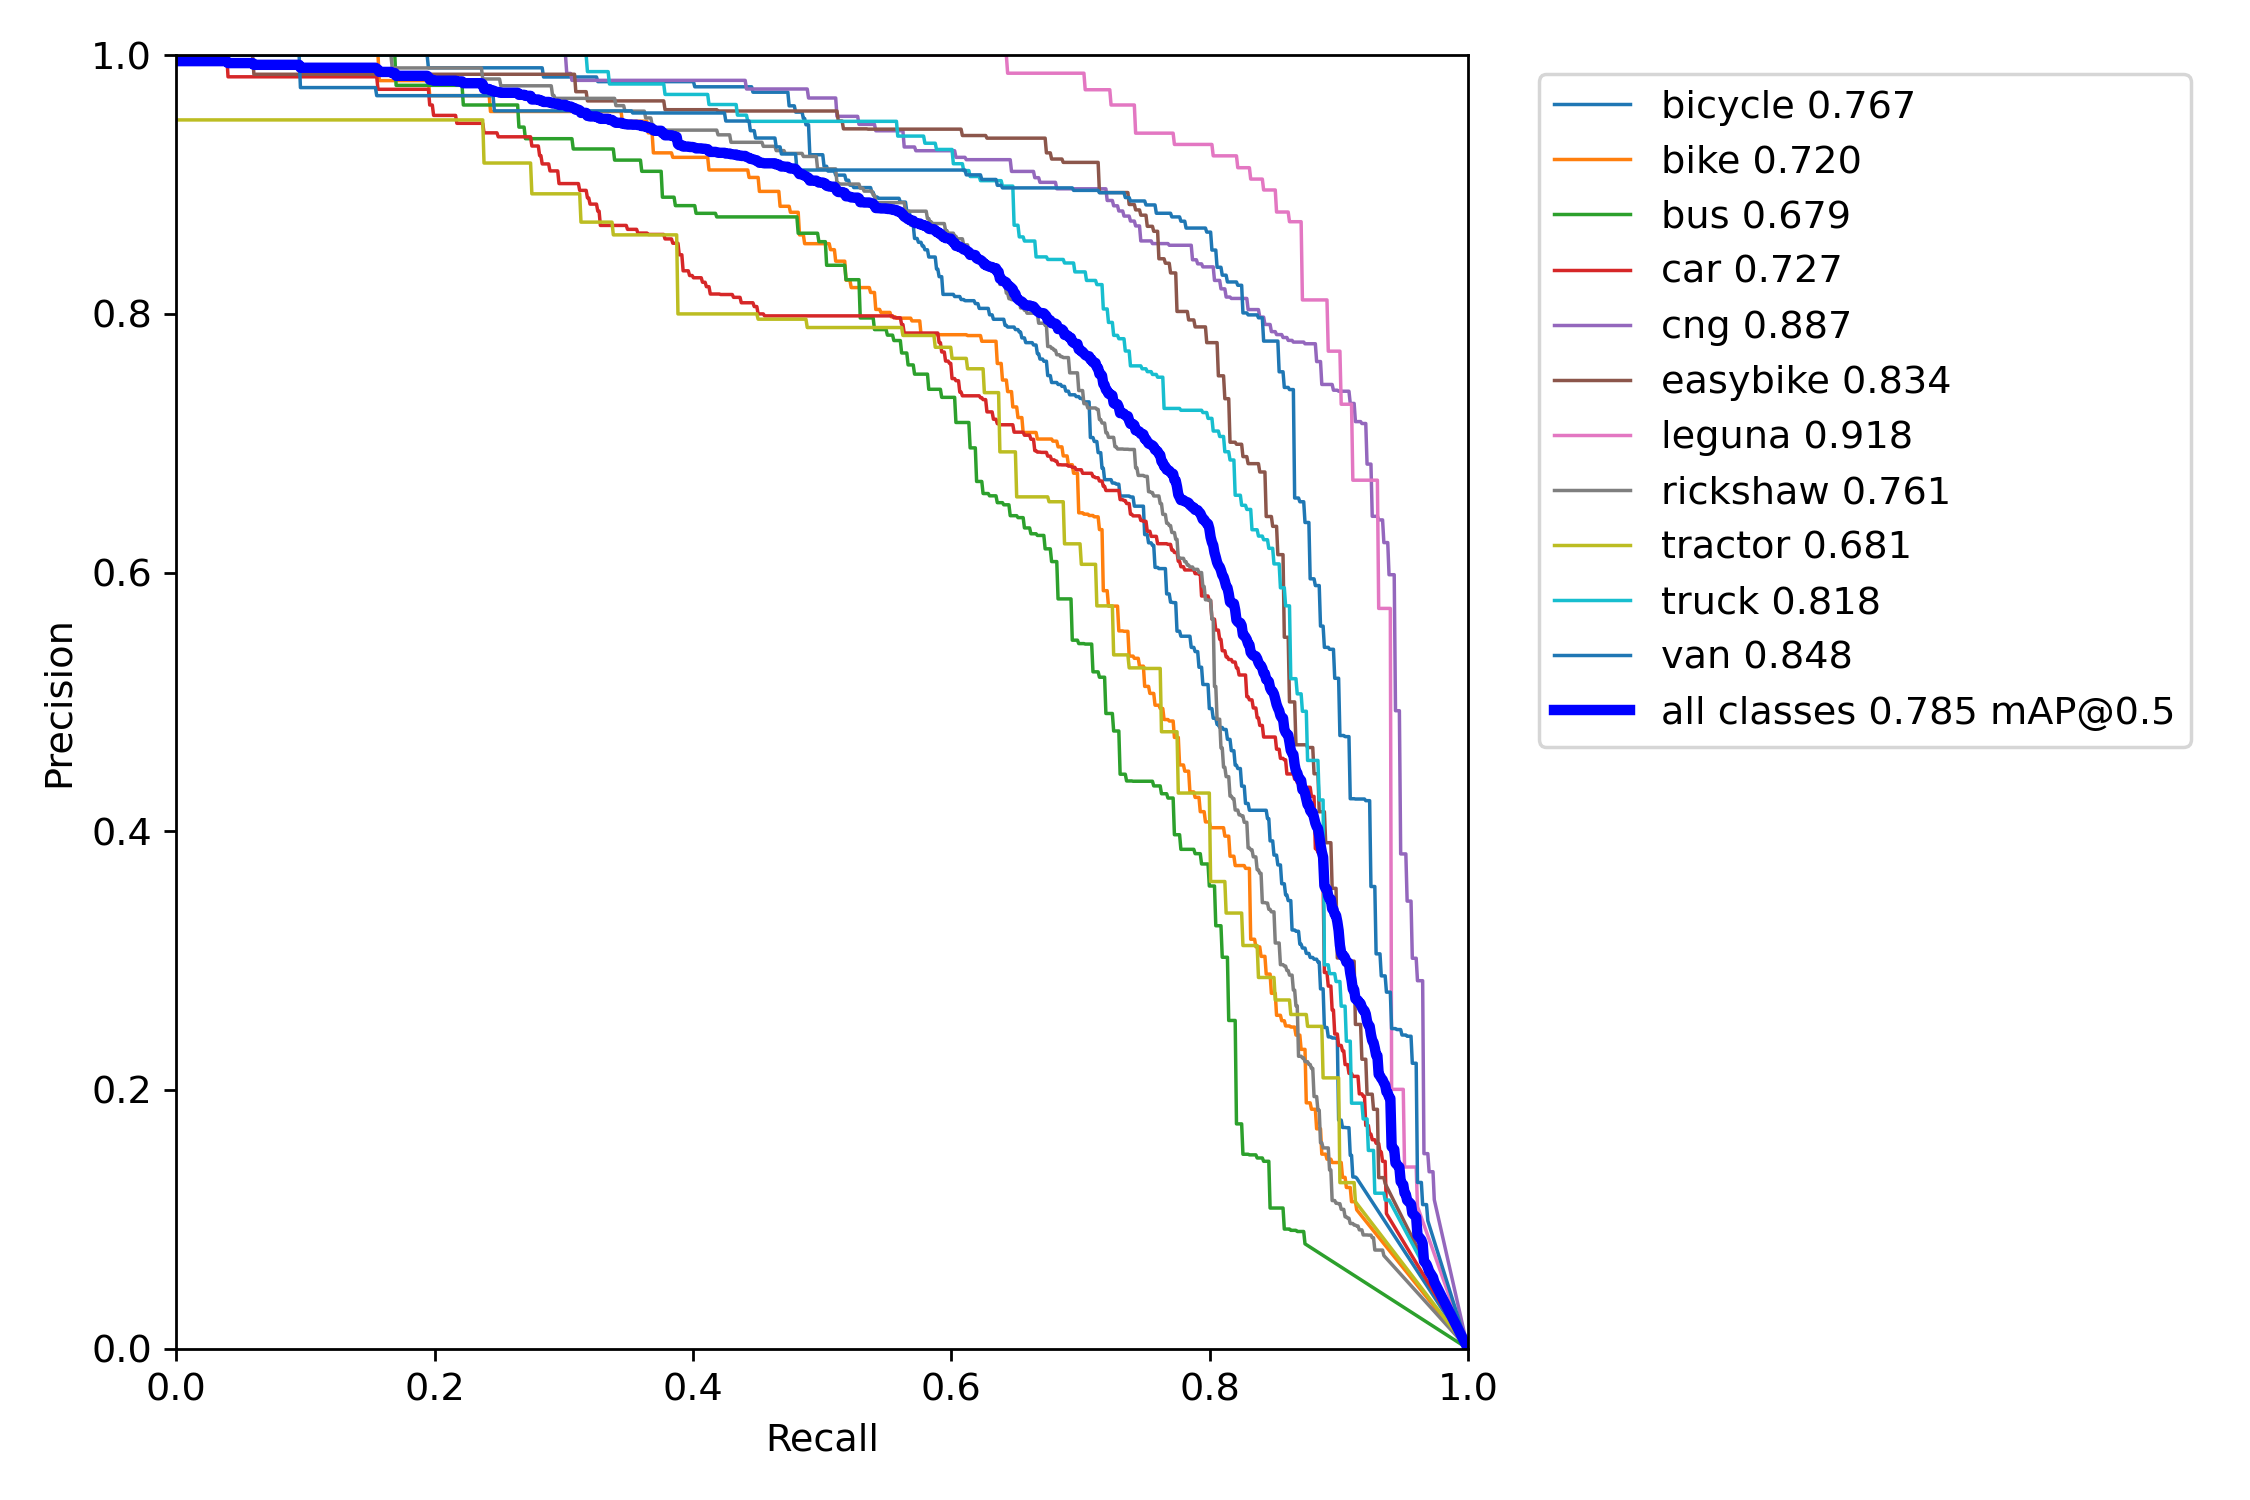 1.0
0.8
0.6
0.4
0.2
0.0
0.0 0.2 0.4 0.6 0.8 1.0
Precision
Recall
bicycle 0.767
bike 0.720
bus 0.679
car 0.727
cng 0.887
easybike 0.834
leguna 0.918
rickshaw 0.761
tractor 0.681
truck 0.818
van 0.848
all classes 0.785 mAP@0.5